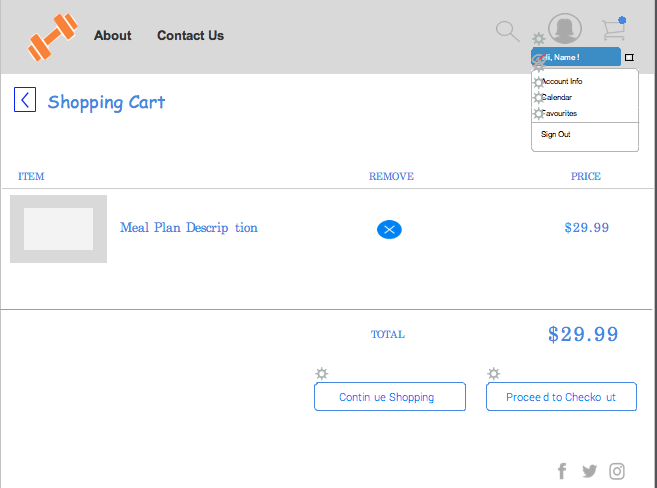 About Contact Us
Hi, Name !
Account Info
Calendar
Favourites
Sign Out
Shopping Cart
ITEM REMOVE PRICE
Meal Plan Descrip tion $29.99
TOTAL $29.99
Contin ue Shopping Procee d to Checko ut